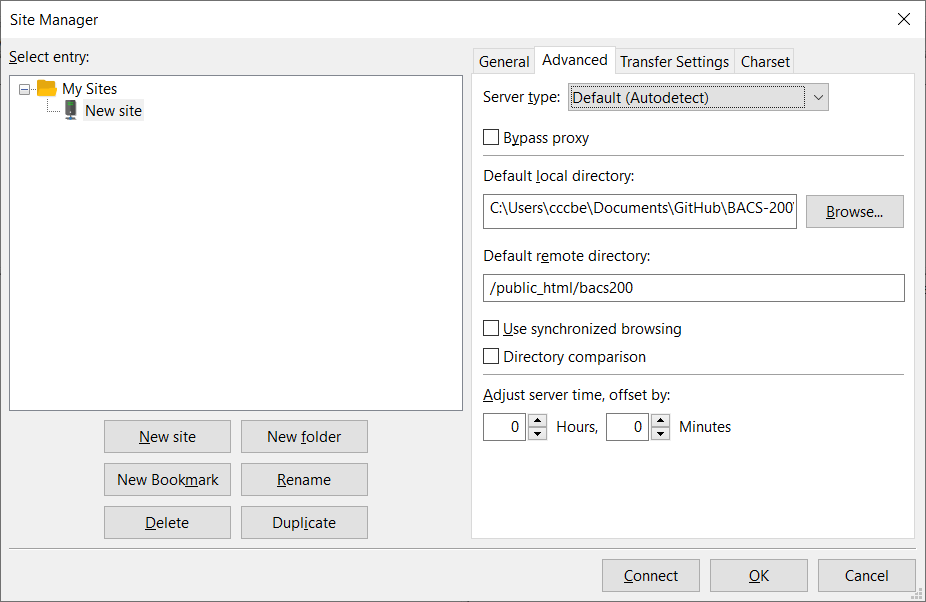 Site Manager
Select entry:
My Sites
New site
New site
New folder
New Bookmark
Rename
Delete
Duplicate
General
Advanced
Transfer Settings
Charset
Server type:
Default (Autodetect)
Bypass proxy
Default local directory:
C:\Users\cccbe\Documents\GitHub\BACS-200
Browse...
Default remote directory:
/public_html/bacs200
Use synchronized browsing
Directory comparison
Adjust server time, offset by:
0 Hours, 0 Minutes
Connect
OK
Cancel